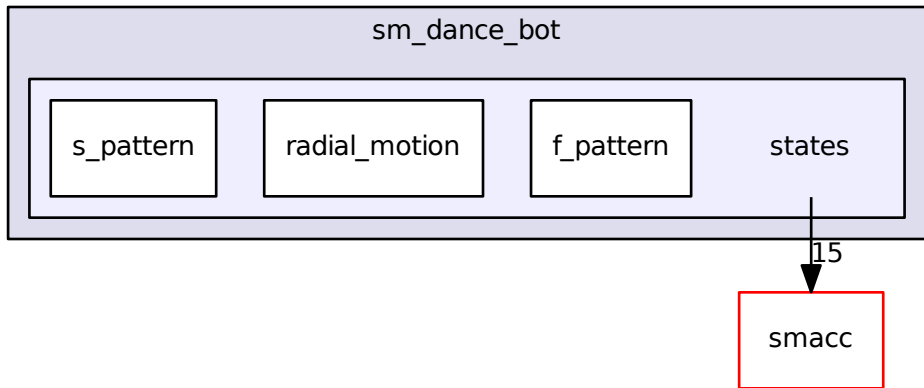 sm_dance_bot
s_pattern
radial_motion
f_pattern
states
15
smacc